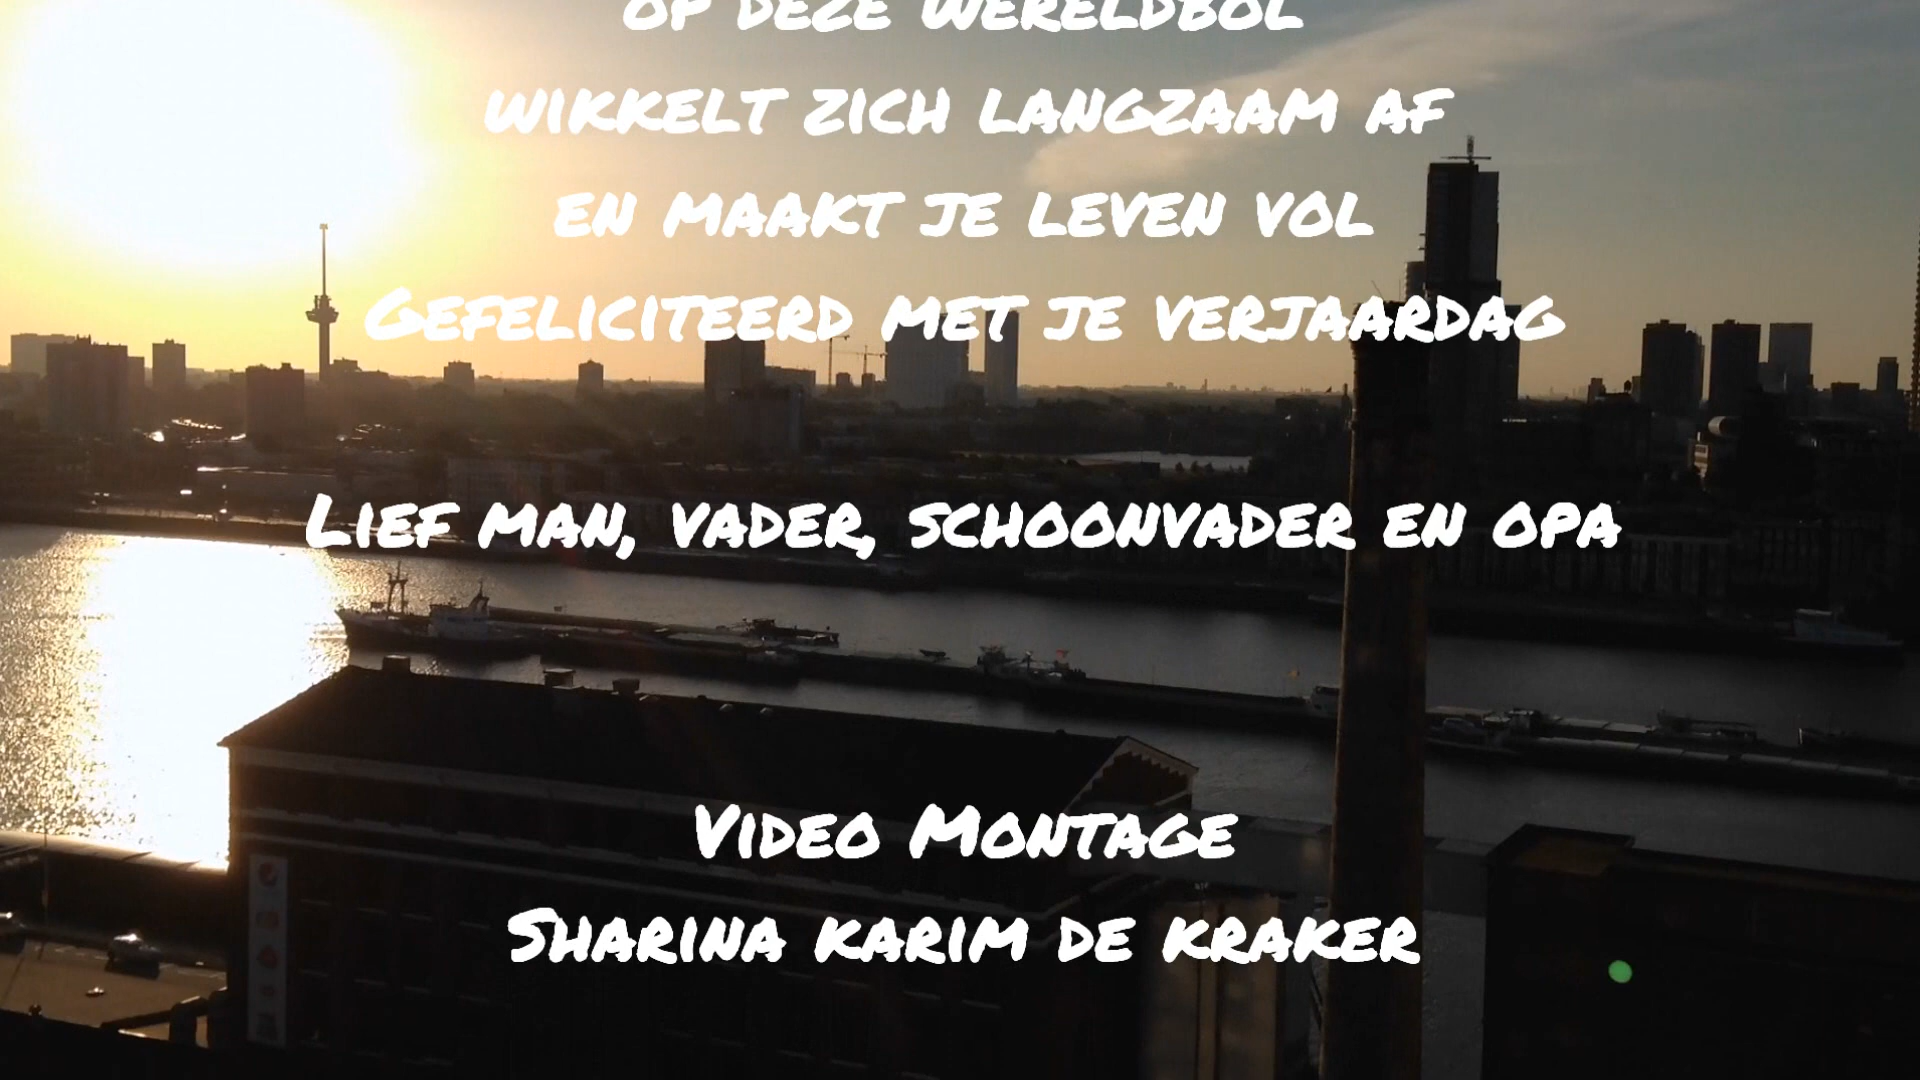 op deze wereldbol
wikkelt zich langzaam af
en maakt je leven vol
Gefeliciteerd met je verjaardag
Lief man, vader, schoonvader en opa
Video Montage
Sharina karim de kraker